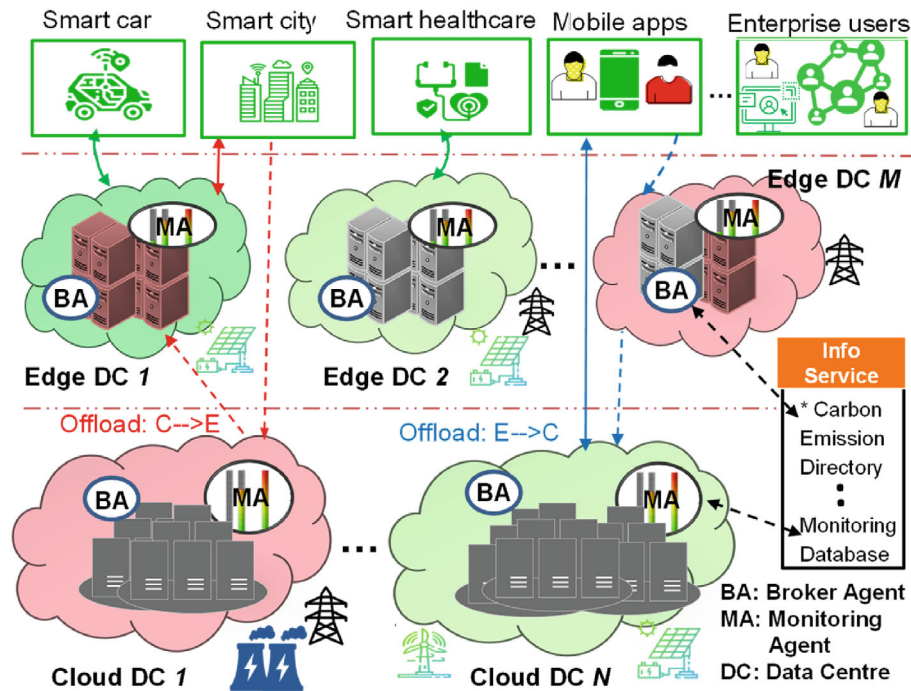 Smart car
Smart city
Smart healthcare
Mobile apps
Enterprise users
...
Edge DC M
MA
BA
MA
BA
MA
BA
...
Edge DC 1
Edge DC 2
Info
Service
* Carbon
Emission
Directory
:
Monitoring
Database
Offload: C-->E
Offload: E-->C
BA
MA
BA
MA
...
Cloud DC 1
Cloud DC N
BA: Broker Agent
MA: Monitoring
Agent
DC: Data Centre